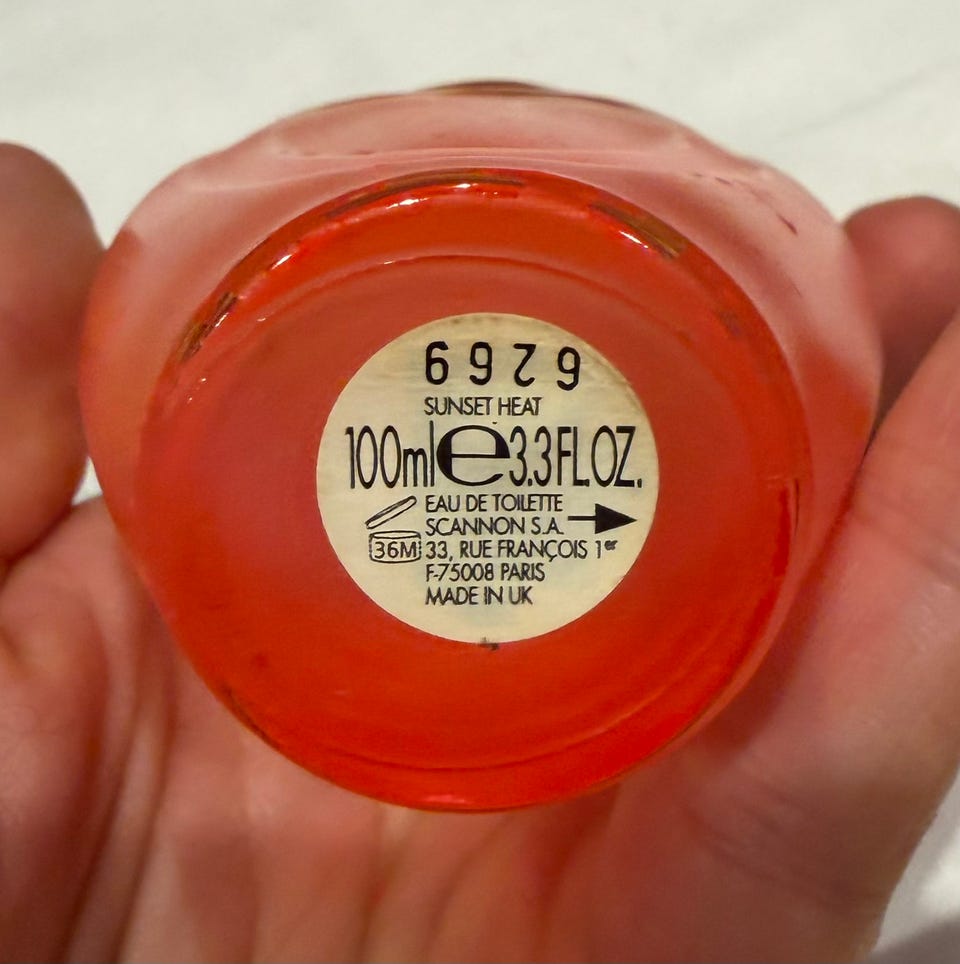 6929
SUNSET HEAT
100ml e 3.3FL.OZ.
EAU DE TOILETTE
SCANNON S.A.
36M 33, RUE FRANÇOIS 1er
F-75008 PARIS
MADE IN UK